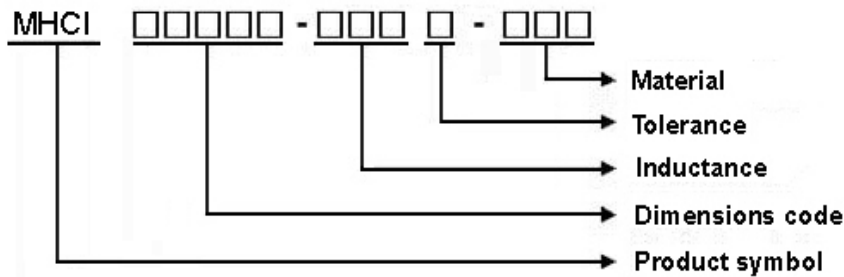 MHCI □□□□□ - □□□ □ - □□□
Material
Tolerance
Inductance
Dimensions code
Product symbol